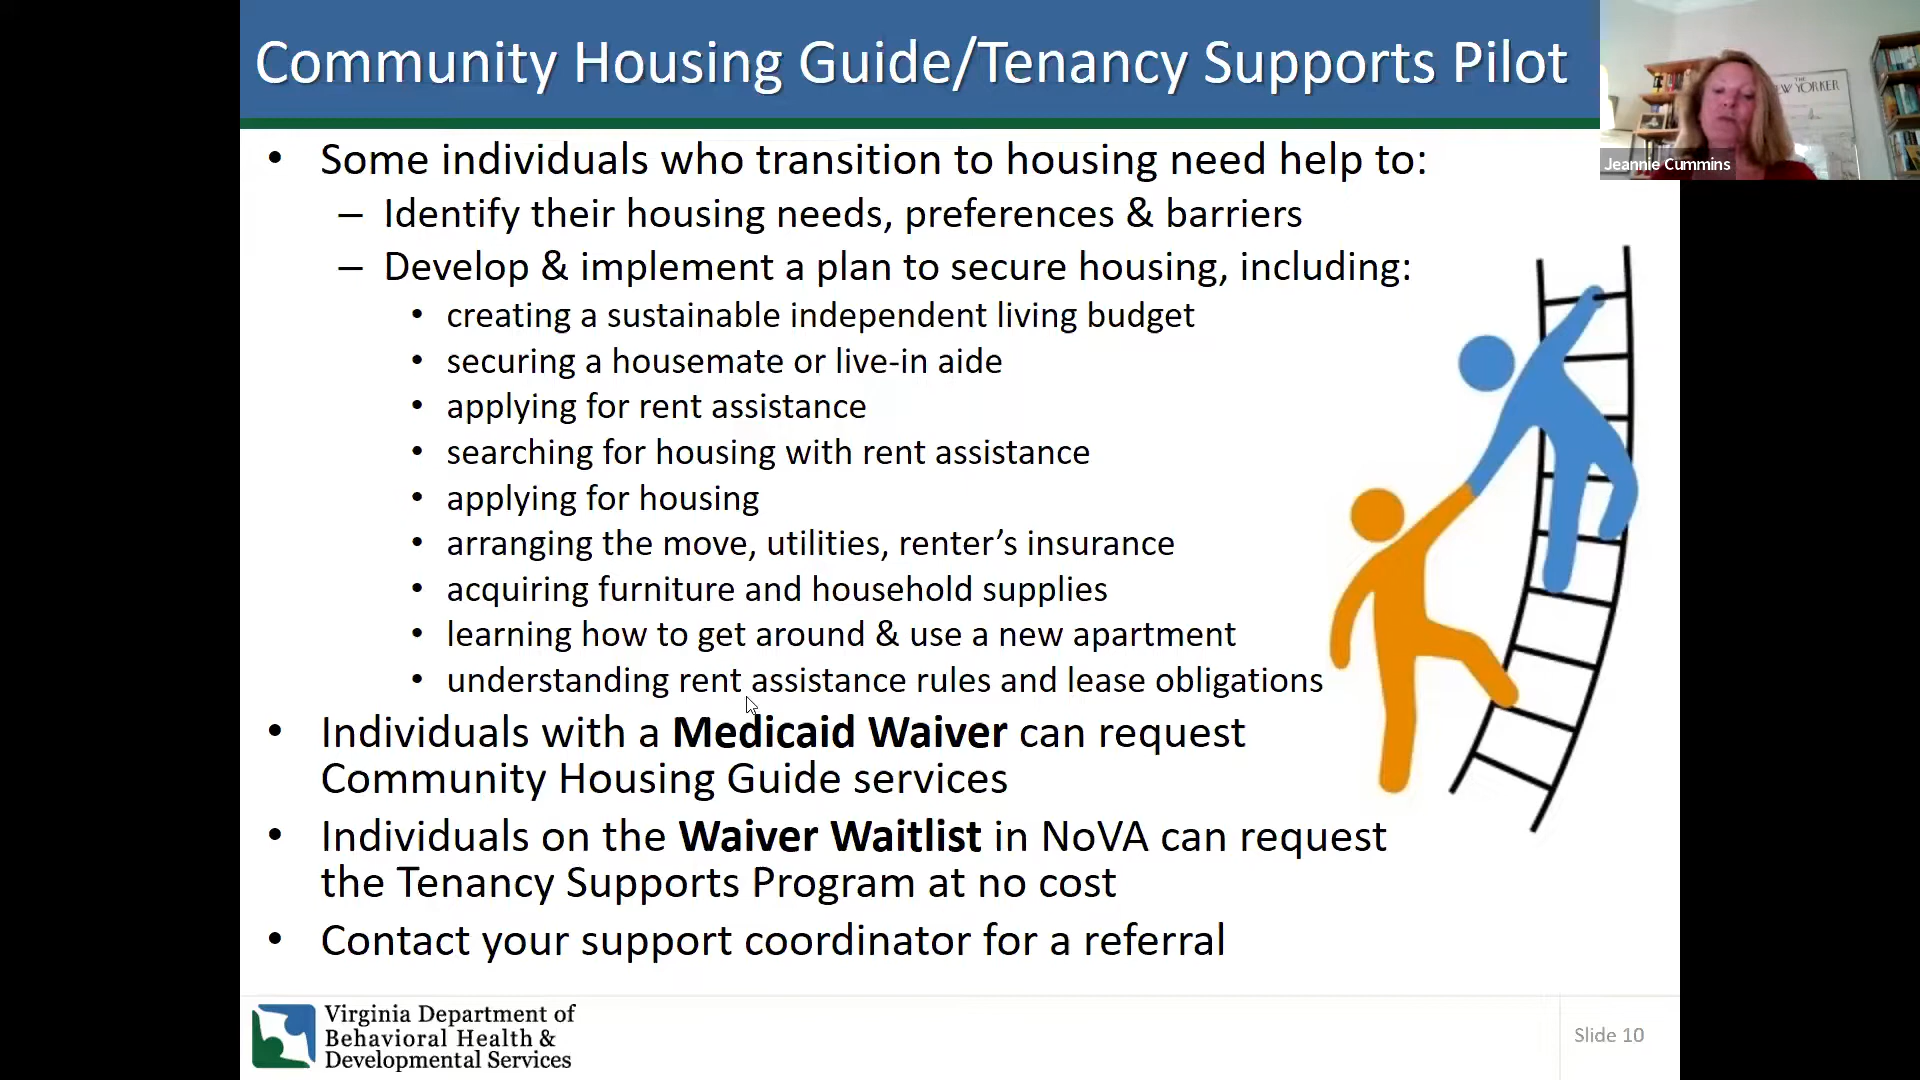 Community Housing Guide/Tenancy Supports Pilot
THE
EW YORKER
Jeannie Cummins
• Some individuals who transition to housing need help to:
– Identify their housing needs, preferences & barriers
– Develop & implement a plan to secure housing, including:
• creating a sustainable independent living budget
• securing a housemate or live-in aide
• applying for rent assistance
• searching for housing with rent assistance
• applying for housing
• arranging the move, utilities, renter’s insurance
• acquiring furniture and household supplies
• learning how to get around & use a new apartment
• understanding rent assistance rules and lease obligations
• Individuals with a Medicaid Waiver can request
Community Housing Guide services
• Individuals on the Waiver Waitlist in NoVA can request
the Tenancy Supports Program at no cost
• Contact your support coordinator for a referral
Virginia Department of
Behavioral Health &
Developmental Services
Slide 10